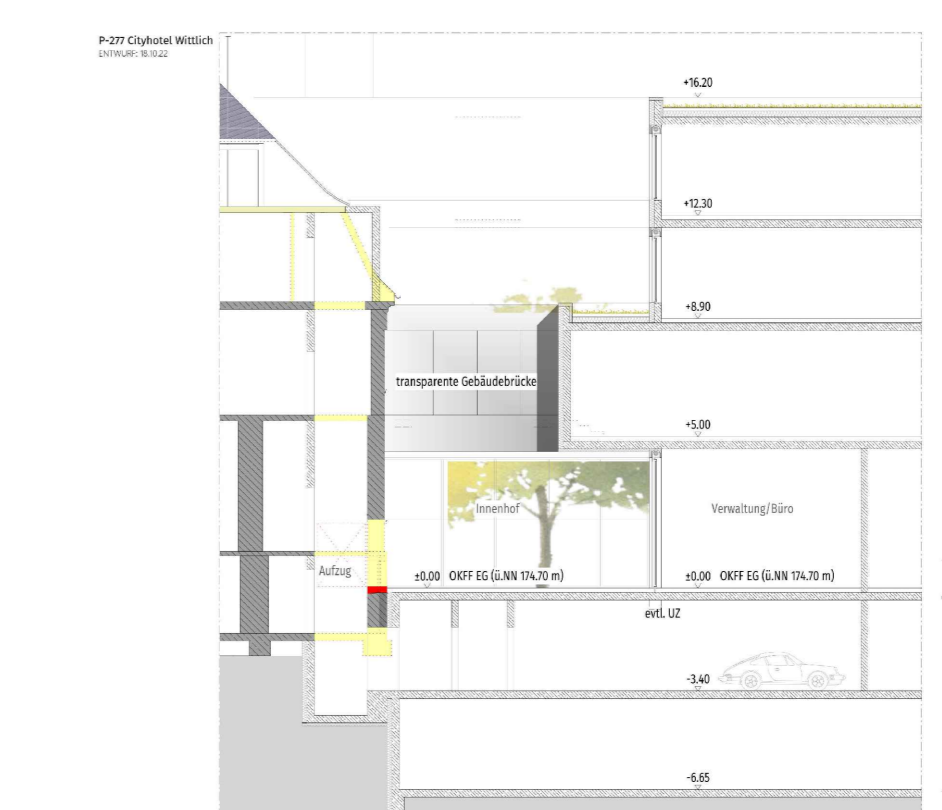 P-277 Cityhotel Wittlich
ENTWURF: 18.10.22
+16.20
+12.30
+8.90
transparente Gebäudebrücke
+5.00
Innenhof
Verwaltung/Büro
Aufzug
±0.00 OKFF EG (ü.NN 174.70 m)
±0.00 OKFF EG (ü.NN 174.70 m)
evtl. UZ
-3.40
-6.65